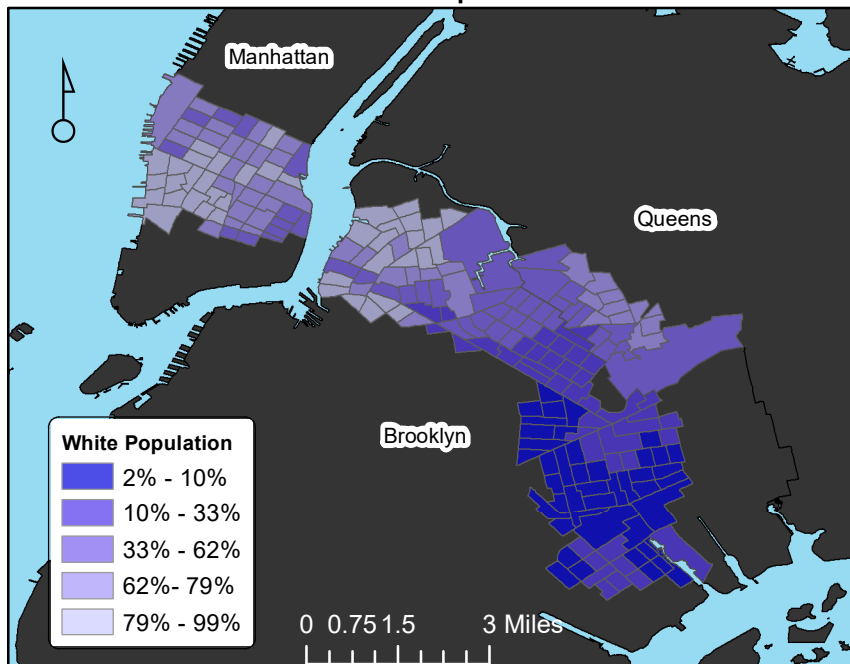 Manhattan
Queens
Brooklyn
White Population
2% - 10%
10% - 33%
33% - 62%
62%- 79%
79% - 99%
0 0.75 1.5 3 Miles